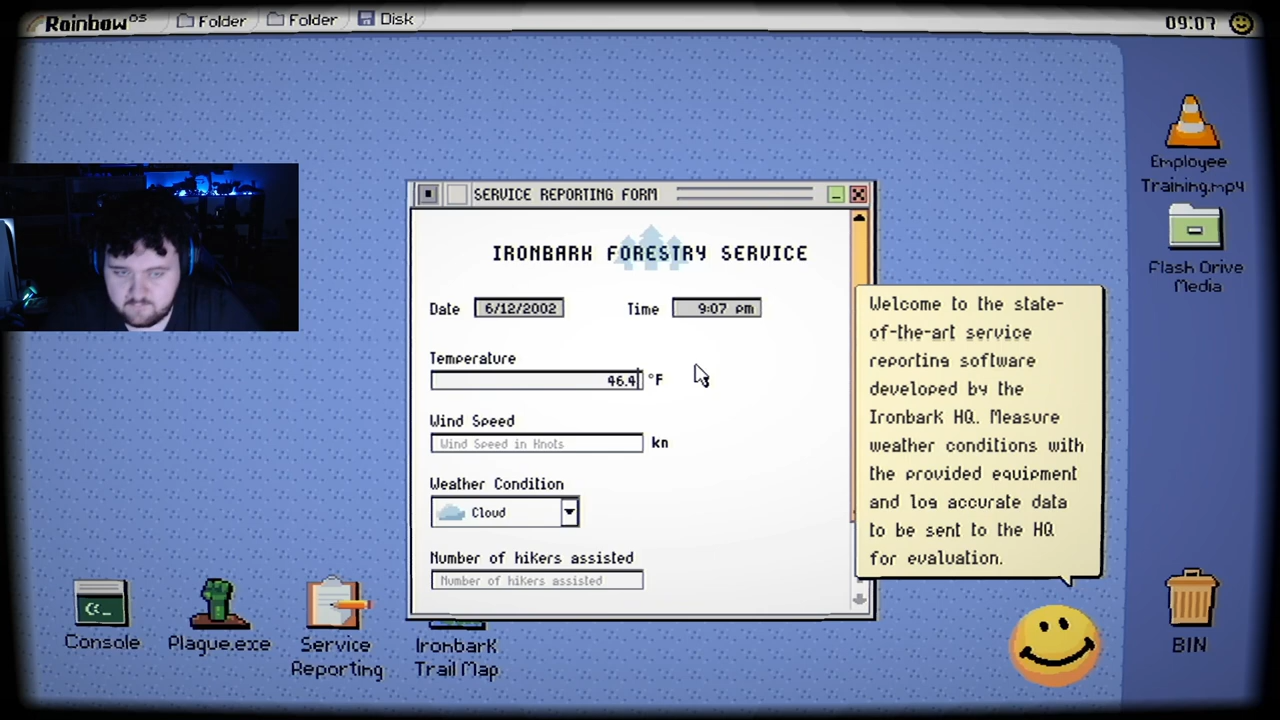 RainbowOS
Folder
Folder
Disk
09:07
Employee
Training.mp4
Flash Drive
Media
SERVICE REPORTING FORM
IRONBARK FORESTRY SERVICE
Date 6/12/2002 Time 9:07 pm
Temperature
46.4 °F
Wind Speed
Wind Speed in Knots kn
Weather Condition
Cloud
Number of hikers assisted
Number of hikers assisted
Welcome to the state-
of-the-art service
reporting software
developed by the
Ironbark HQ. Measure
weather conditions with
the provided equipment
and log accurate data
to be sent to the HQ
for evaluation.
Console
Plague.exe
Service
Reporting
Ironbark
Trail Map
BIN